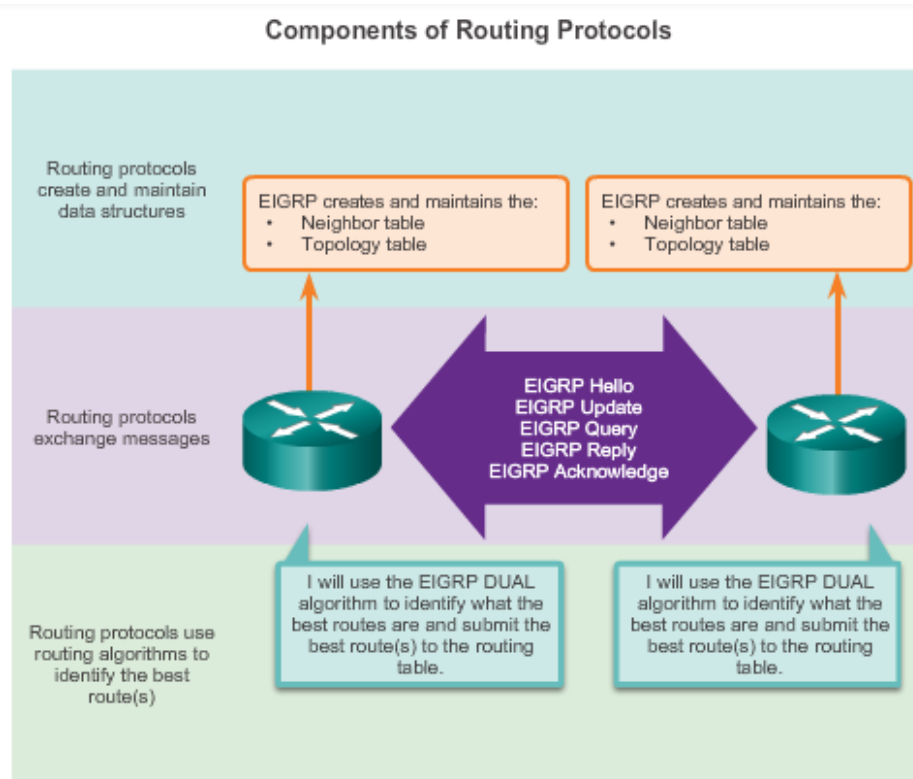 Components of Routing Protocols
Routing protocols
create and maintain
data structures
EIGRP creates and maintains the:
• Neighbor table
• Topology table
EIGRP creates and maintains the:
• Neighbor table
• Topology table
Routing protocols
exchange messages
EIGRP Hello
EIGRP Update
EIGRP Query
EIGRP Reply
EIGRP Acknowledge
Routing protocols use
routing algorithms to
identify the best
route(s)
I will use the EIGRP DUAL
algorithm to identify what the
best routes are and submit the
best route(s) to the routing
table.
I will use the EIGRP DUAL
algorithm to identify what the
best routes are and submit the
best route(s) to the routing
table.